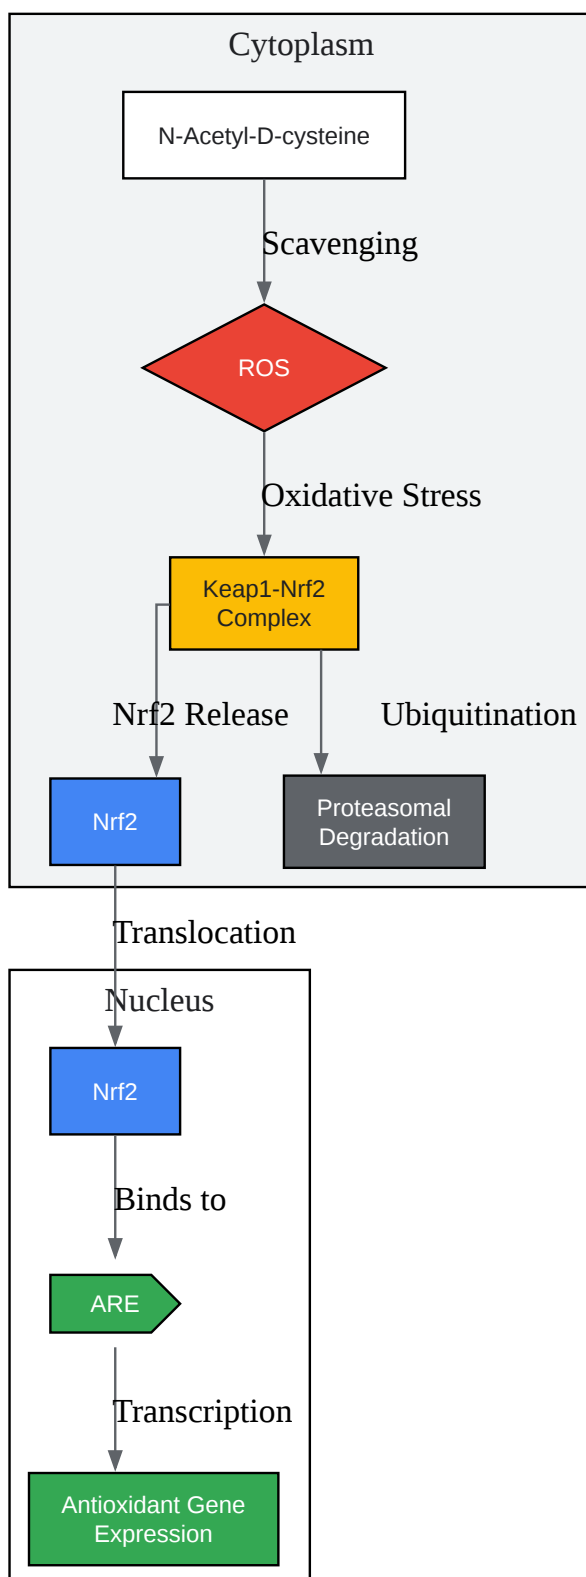 Cytoplasm
N-Acetyl-D-cysteine
Scavenging
ROS
Oxidative Stress
Keap1-Nrf2
Complex
Nrf2 Release
Ubiquitination
Nrf2
Proteasomal
Degradation
Translocation
Nucleus
Nrf2
Binds to
ARE
Transcription
Antioxidant Gene
Expression